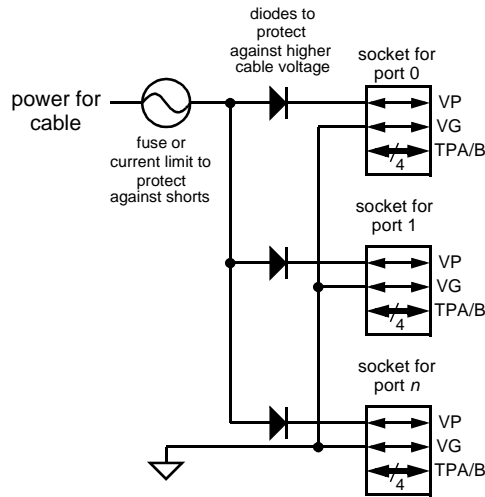 diodes to
protect
against higher
cable voltage
socket for
port 0
power for
cable
VP
VG
TPA/B
4
fuse or
current limit to
protect
against shorts
socket for
port 1
VP
VG
TPA/B
4
socket for
port n
VP
VG
TPA/B
4